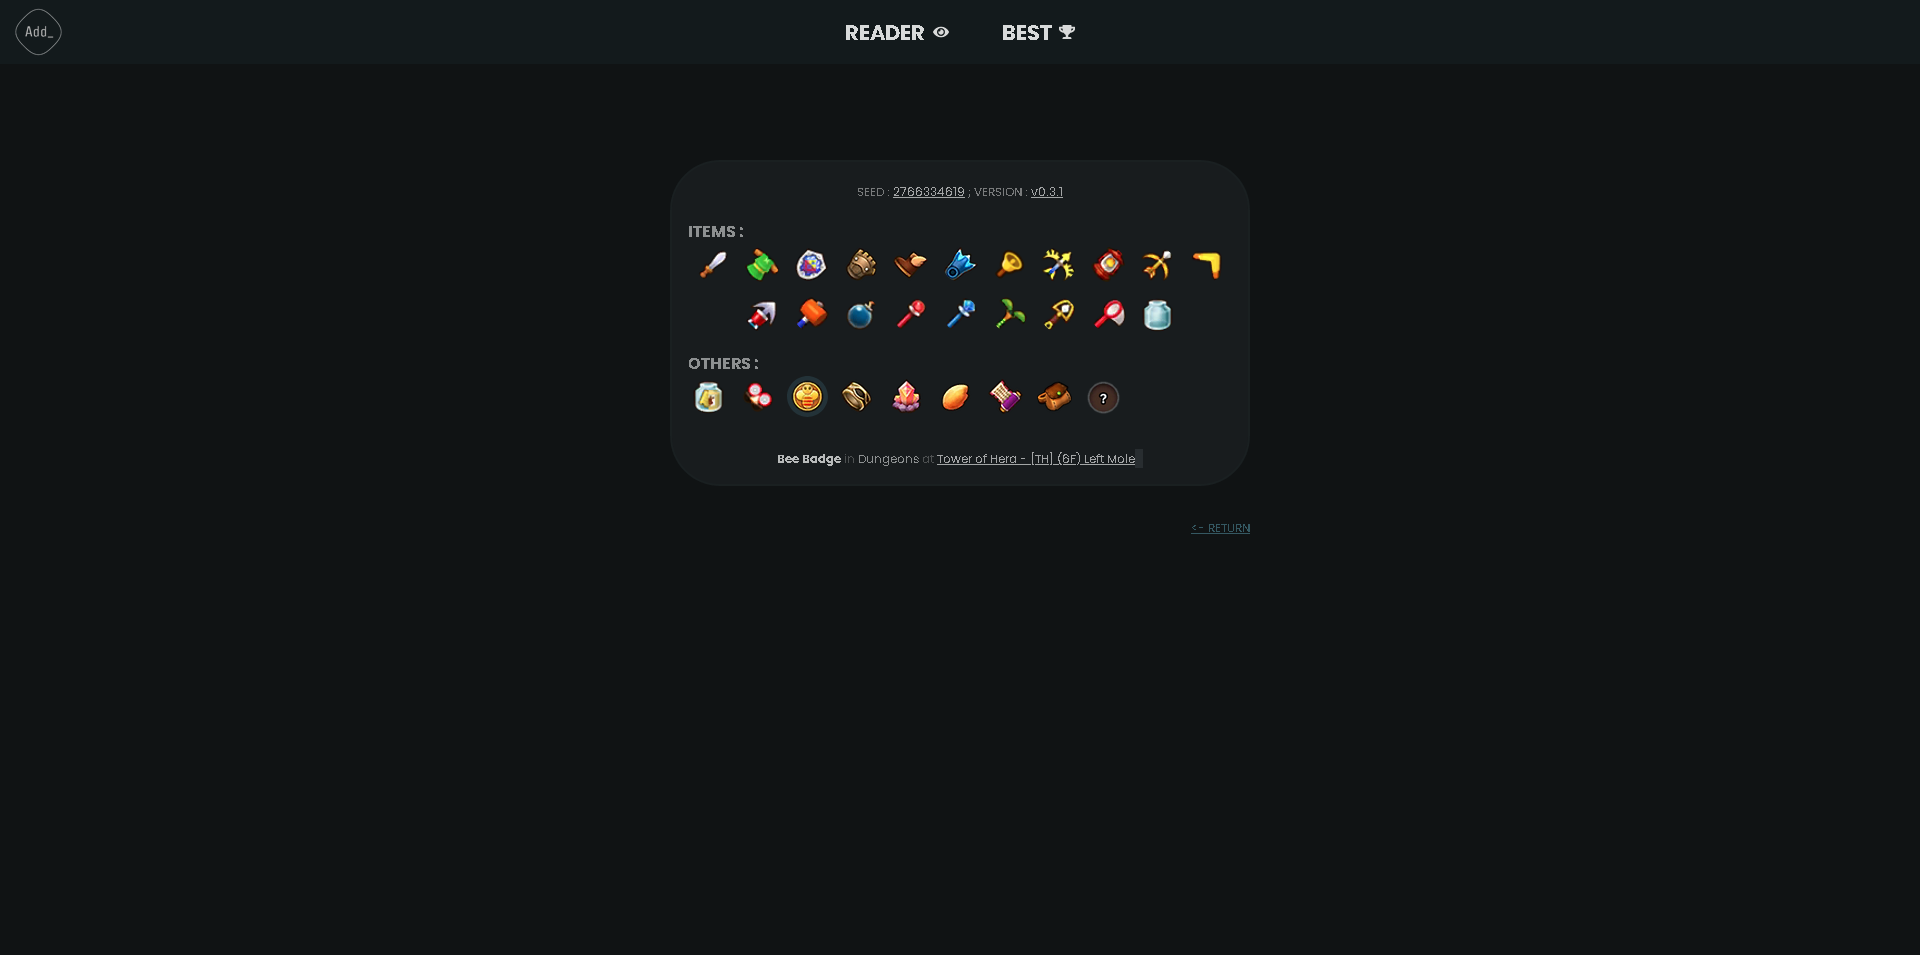 Add_
READER
BEST
SEED : 2766334619 ; VERSION : v0.3.1
ITEMS :
OTHERS :
?
Bee Badge in Dungeons at Tower of Hera - [TH] (6F) Left Mole
<- RETURN